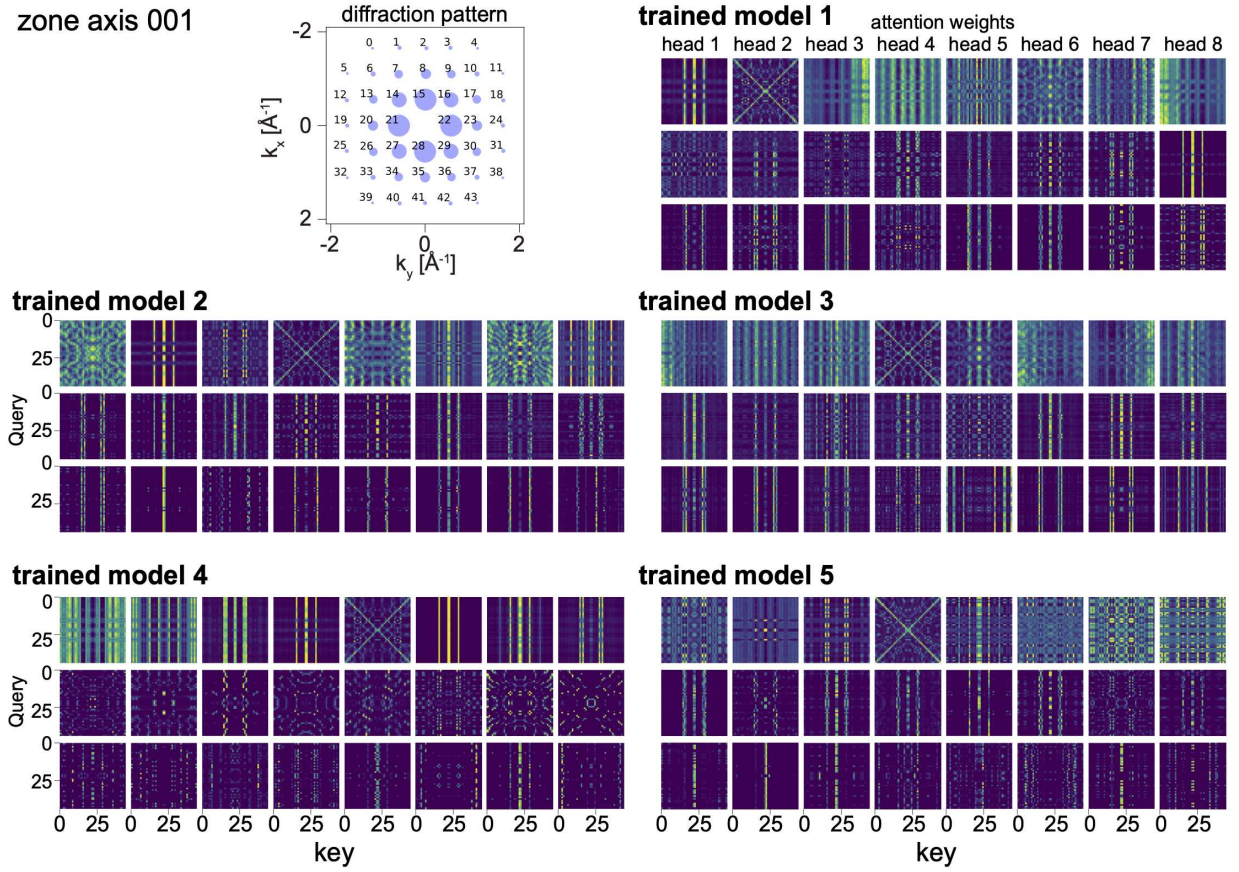 zone axis 001
diffraction pattern
-2
0
2
kx [Å-1]
0 1 2 3 4
5 6 7 8 9 10 11
12 13 14 15 16 17 18
19 20 21 22 23 24
25 26 27 28 29 30 31
32 33 34 35 36 37 38
39 40 41 42 43
-2 0 2
ky [Å-1]
trained model 1
attention weights
head 1 head 2 head 3 head 4 head 5 head 6 head 7 head 8
trained model 2
0
25
0
Query
25
0
25
trained model 3
trained model 4
0
25
0
Query
25
0
25
0 25 0 25 0 25 0 25 0 25 0 25 0 25 0 25
key
trained model 5
0 25 0 25 0 25 0 25 0 25 0 25 0 25 0 25
key